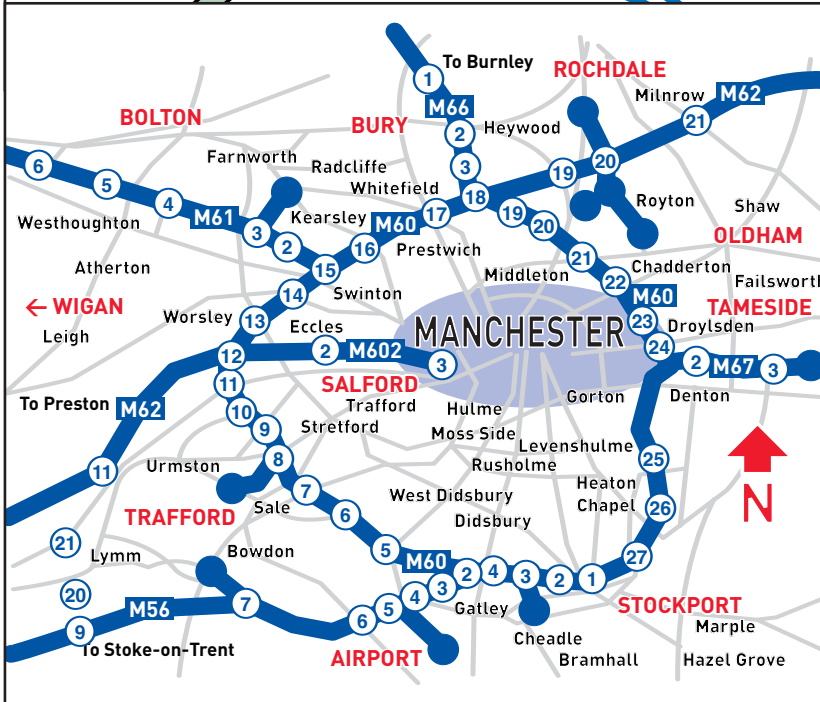 To Burnley
1
ROCHDALE
Milnrow
M62
M66
BOLTON
BURY
2
Heywood
21
6
Farnworth
Radcliffe
3
19
20
5
Whitefield
18
4
17
19
Royton
Shaw
Westhoughton
M61
Kearsley
M60
20
3
2
16
Prestwich
OLDHAM
Atherton
15
21
Chadderton
Middleton
22
Failsworth
14
Swinton
M60
← WIGAN
TAMESIDE
Worsley
13
Eccles
MANCHESTER
23
Droylsden
Leigh
12
2
M602
3
24
2
M67
3
11
SALFORD
To Preston
M62
10
Trafford
Hulme
Gorton
Denton
9
Stretford
Moss Side
Levenshulme
11
Urmston
8
Rusholme
25
7
Heaton
Chapel
N
Sale
West Didsbury
26
TRAFFORD
6
Didsbury
21
Lymm
Bowdon
5
M60
27
2
4
3
2
1
20
M56
7
4
3
Gatley
STOCKPORT
9
6
5
Marple
To Stoke-on-Trent
AIRPORT
Cheadle
Bramhall
Hazel Grove